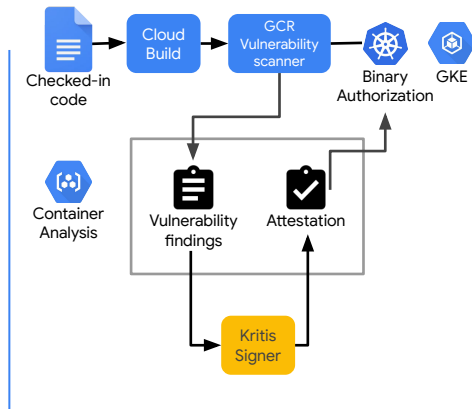 Checked-in
code
Cloud
Build
GCR
Vulnerability
scanner
Binary
Authorization
GKE
Container
Analysis
Vulnerability
findings
Attestation
Kritis
Signer